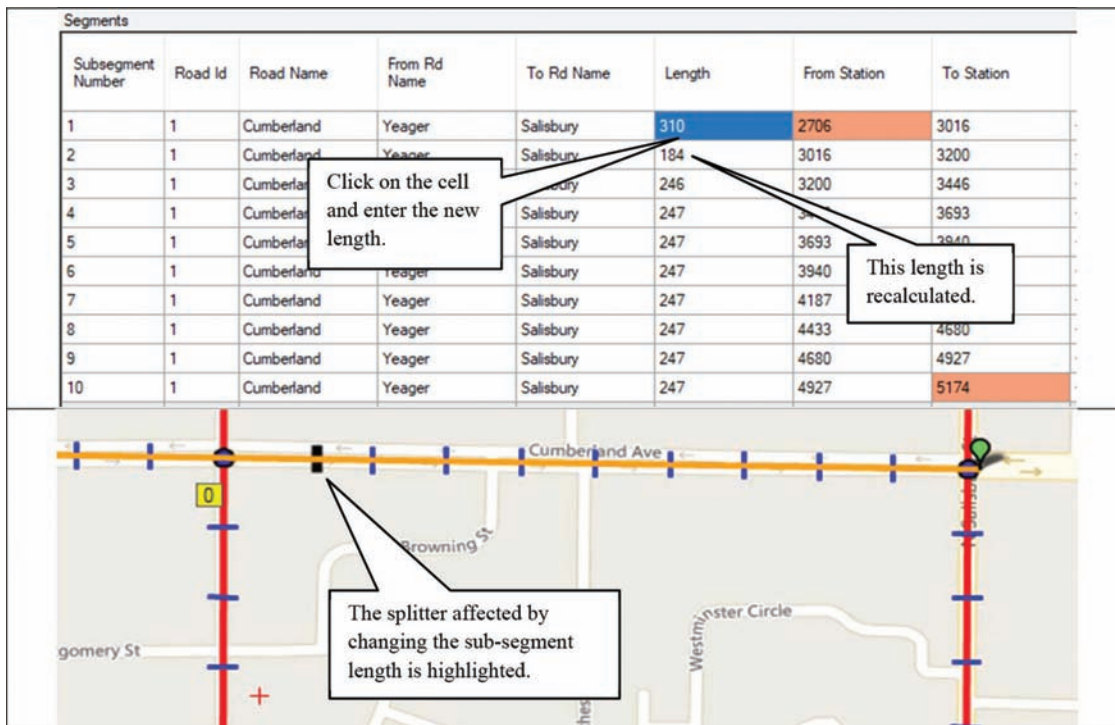 Segments
Subsegment Number Road Id Road Name From Rd Name To Rd Name Length From Station To Station
1 1 Cumberland Yeager Salisbury 310 2706 3016
2 1 Cumberland Yeager Salisbury 184 3016 3200
3 1 246 3200 3446
4 1 Salisbury 247 3693
5 1 Salisbury 247 3693 3940
6 1 Cumberland Yeager Salisbury 247 3940
7 1 Cumberland Yeager Salisbury 247 4187
8 1 Cumberland Yeager Salisbury 247 4433 4680
9 1 Cumberland Yeager Salisbury 247 4680 4927
10 1 Cumberland Yeager Salisbury 247 4927 5174
Click on the cell
and enter the new
length.
This length is
recalculated.
Cumberland Ave
0
Browning St
The splitter affected by
changing the sub-segment
length is highlighted.
gomery St
Westminster Circle